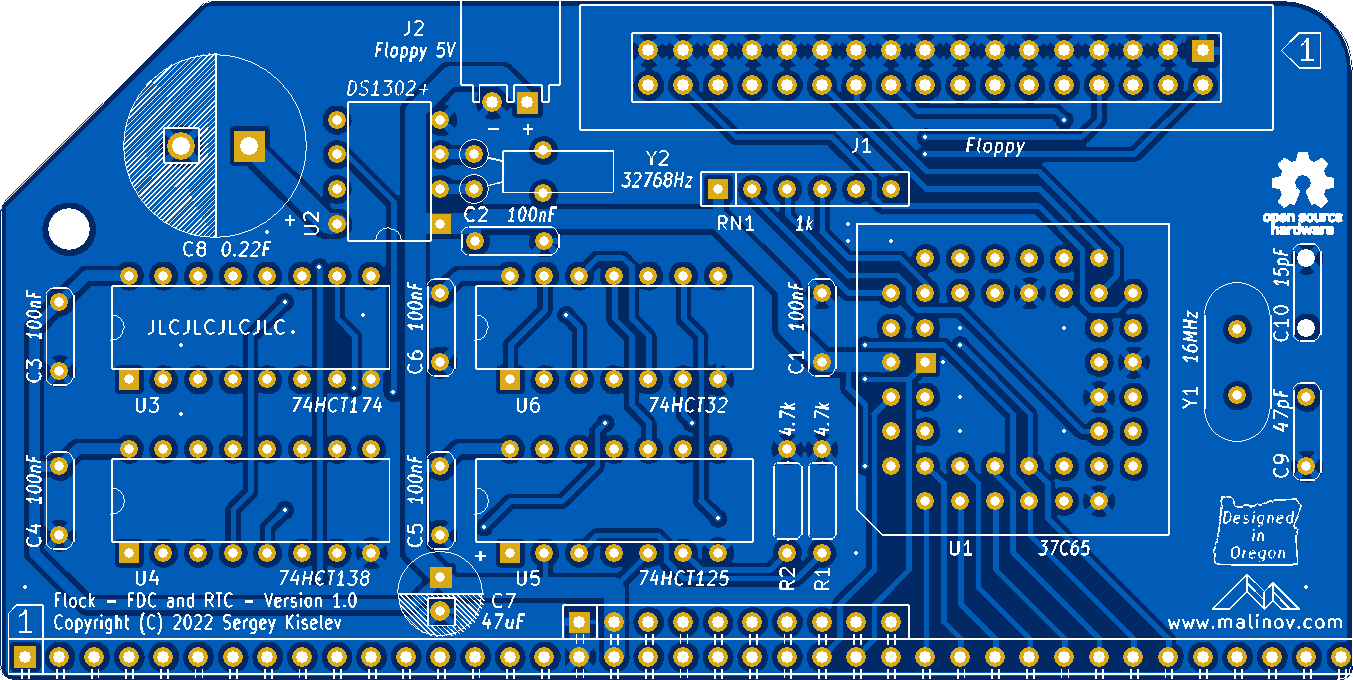 J2
Floppy 5V
1
DS1302+
- +
J1
Floppy
Y2
32768Hz
U2
+
C2
100nF
RN1
1k
C8 0.22F
open source
hardware
15pF
C10
100nF
C3
JLCJLCJLCJLC
U3
74HCT174
100nF
C6
U6
74HCT32
100nF
C1
16MHz
Y1
47pF
C9
4.7k
4.7k
100nF
C4
U4
74HCT138
100nF
C5
+
U5
74HCT125
R2
R1
U1
37C65
Designed
in
Oregon
C7
47uF
Flock - FDC and RTC - Version 1.0
Copyright (C) 2022 Sergey Kiselev
1
www.malinov.com